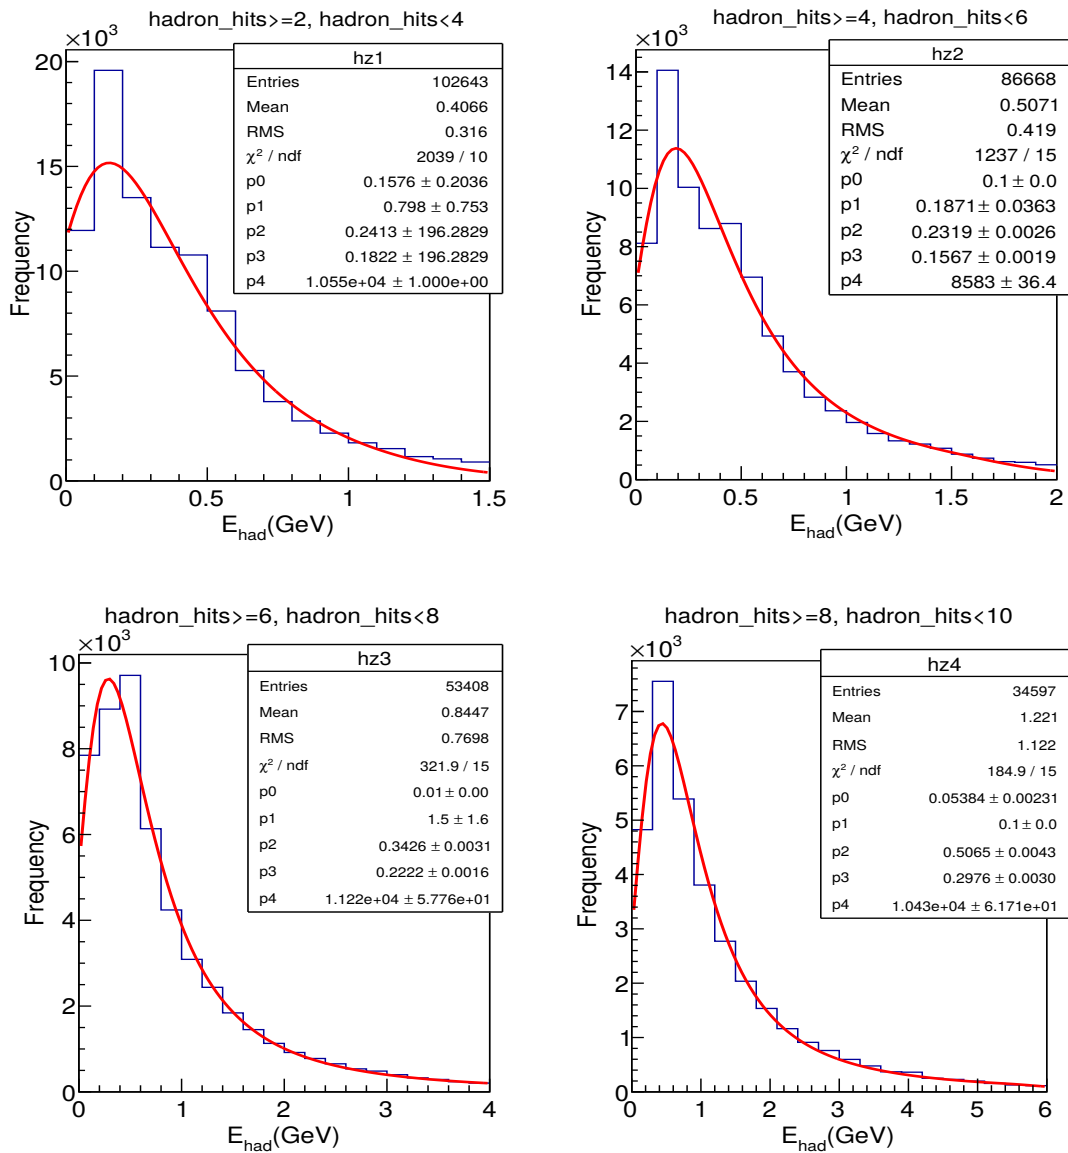 hadron_hits>=2, hadron_hits<4
×10³
hz1
Entries 102643
Mean 0.4066
RMS 0.316
χ² / ndf 2039 / 10
p0 0.1576 ± 0.2036
p1 0.798 ± 0.753
p2 0.2413 ± 196.2829
p3 0.1822 ± 196.2829
p4 1.055e+04 ± 1.000e+00
Frequency
20
15
10
5
0
0 0.5 1 1.5
E_had(GeV)
hadron_hits>=4, hadron_hits<6
×10³
hz2
Entries 86668
Mean 0.5071
RMS 0.419
χ² / ndf 1237 / 15
p0 0.1 ± 0.0
p1 0.1871 ± 0.0363
p2 0.2319 ± 0.0026
p3 0.1567 ± 0.0019
p4 8583 ± 36.4
Frequency
14
12
10
8
6
4
2
0
0 0.5 1 1.5 2
E_had(GeV)
hadron_hits>=6, hadron_hits<8
×10³
hz3
Entries 53408
Mean 0.8447
RMS 0.7698
χ² / ndf 321.9 / 15
p0 0.01 ± 0.00
p1 1.5 ± 1.6
p2 0.3426 ± 0.0031
p3 0.2222 ± 0.0016
p4 1.122e+04 ± 5.776e+01
Frequency
10
8
6
4
2
0
0 1 2 3 4
E_had(GeV)
hadron_hits>=8, hadron_hits<10
×10³
hz4
Entries 34597
Mean 1.221
RMS 1.122
χ² / ndf 184.9 / 15
p0 0.05384 ± 0.00231
p1 0.1 ± 0.0
p2 0.5065 ± 0.0043
p3 0.2976 ± 0.0030
p4 1.043e+04 ± 6.171e+01
Frequency
7
6
5
4
3
2
1
0
0 1 2 3 4 5 6
E_had(GeV)